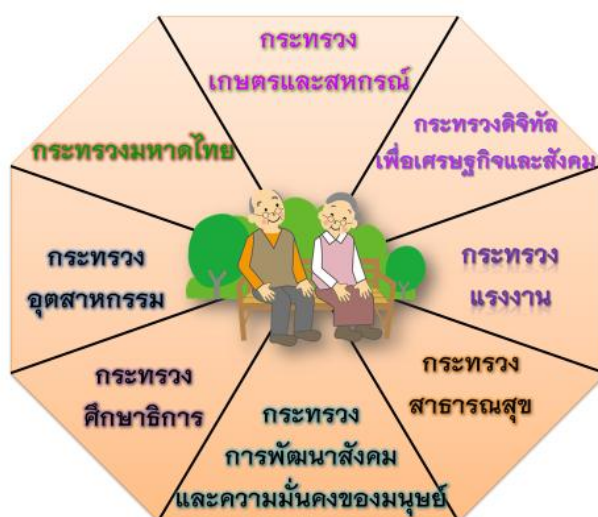 กระทรวง
เกษตรและสหกรณ์
กระทรวงดิจิทัล
เพื่อเศรษฐกิจและสังคม
กระทรวง
แรงงาน
กระทรวง
สาธารณสุข
กระทรวง
การพัฒนาสังคม
และความมั่นคงของมนุษย์
กระทรวง
ศึกษาธิการ
กระทรวง
อุตสาหกรรม
กระทรวงมหาดไทย